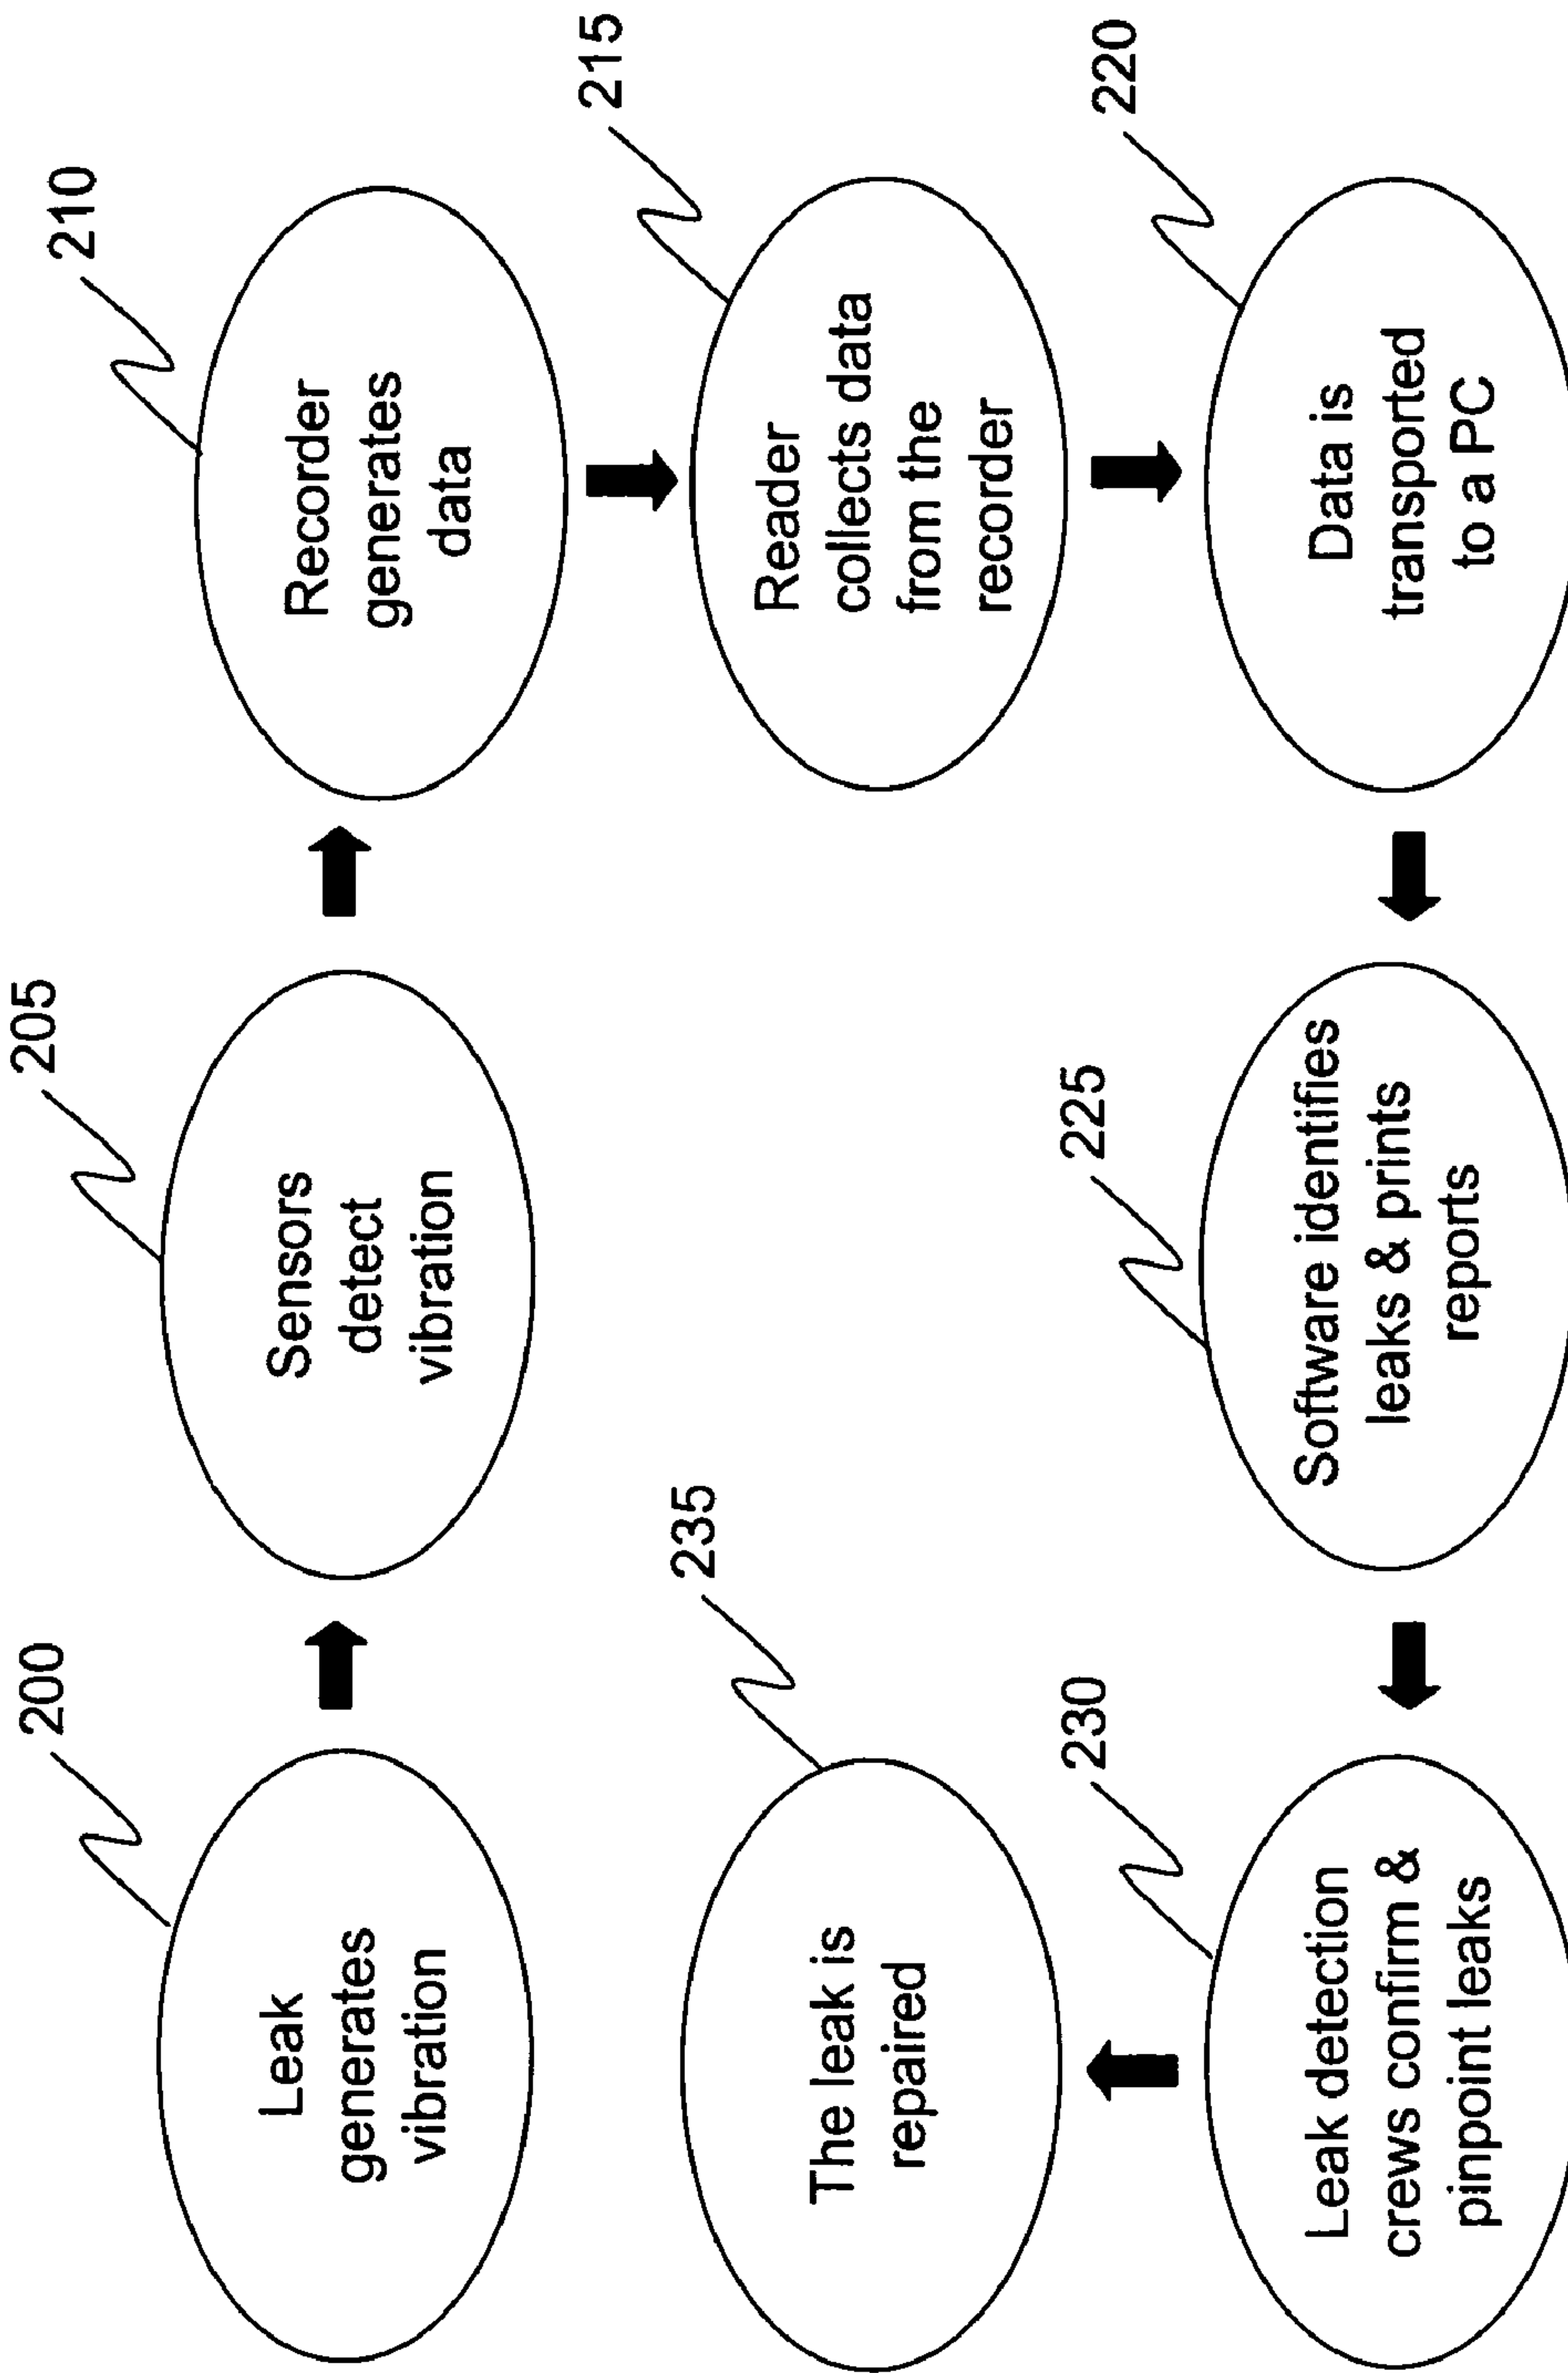 200
Leak
generates
vibration
205
Sensors
detect
vibration
210
Recorder
generates
data
215
Reader
collects data
from the
recorder
220
Data is
transported
to a PC
225
Software identifies
leaks & prints
reports
230
Leak detection
crews confirm &
pinpoint leaks
235
The leak is
repaired